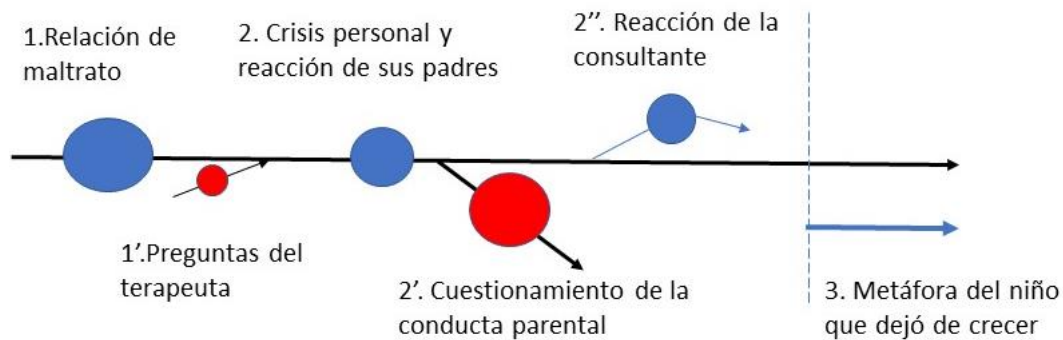 1.Relación de
maltrato
2. Crisis personal y
reacción de sus padres
2’’. Reacción de la
consultante
1’.Preguntas del
terapeuta
2’. Cuestionamiento de la
conducta parental
3. Metáfora del niño
que dejó de crecer